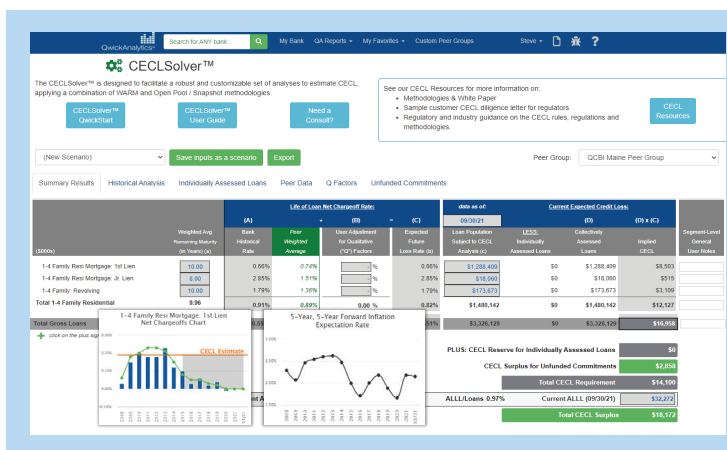 QwickAnalytics
Search for ANY bank...
My Bank
QA Reports
My Favorites
Custom Peer Groups
Steve
?
CECLSolver™
The CECLSolver™ is designed to facilitate a robust and customizable set of analyses to estimate CECL,
applying a combination of WARM and Open Pool / Snapshot methodologies.
CECLSolver™
QwickStart
CECLSolver™
User Guide
Need a
Consult?
See our CECL Resources for more information on:
• Methodologies & White Paper
• Sample customer CECL diligence letter for regulators
• Regulatory and industry guidance on the CECL rules, regulations and
methodologies.
CECL
Resources
(New Scenario)
Save inputs as a scenario
Export
Peer Group:
QCBI Maine Peer Group
Summary Results
Historical Analysis
Individually Assessed Loans
Peer Data
Q Factors
Unfunded Commitments
Life of Loan Net Chargeoff Rate:
data as of:
Current Expected Credit Loss:
(A) + (B) = (C)
09/30/21
(D)
(D) x (C)
($000s)
Weighted Avg
Remaining Maturity
(in Years) (a)
Bank
Historical
Rate
Peer
Weighted
Average
User Adjustment
for Qualitative
("Q") Factors
Expected
Future
Loss Rate (b)
Loan Population
Subject to CECL
Analysis (c)
LESS:
Individually
Assessed Loans
Collectively
Assessed
Loans
Implied
CECL
Segment-Level
General
User Notes
1-4 Family Resi Mortgage: 1st Lien 10.00 0.66% 0.74% - % 0.66% $1,288,409 $0 $1,288,409 $8,503
1-4 Family Resi Mortgage: Jr. Lien 8.00 2.85% 1.51% - % 2.85% $18,060 $0 $18,060 $515
1-4 Family: Revolving 10.00 1.79% 1.36% - % 1.79% $173,673 $0 $173,673 $3,109
Total 1-4 Family Residential 9.96 0.91% 0.89% 0.00 % 0.82% $1,480,142 $0 $1,480,142 $12,127
Total Gross Loans $3,326,129 $0 $3,326,129 $16,958
click on the plus sig
1-4 Family Resi Mortgage: 1st Lien
Net Chargeoffs Chart
CECL Estimate
5-Year, 5-Year Forward Inflation
Expectation Rate
PLUS: CECL Reserve for Individually Assessed Loans $0
CECL Surplus for Unfunded Commitments $2,858
Total CECL Requirement $14,100
ALLL/Loans 0.97% Current ALLL (09/30/21) $32,272
Total CECL Surplus $18,172